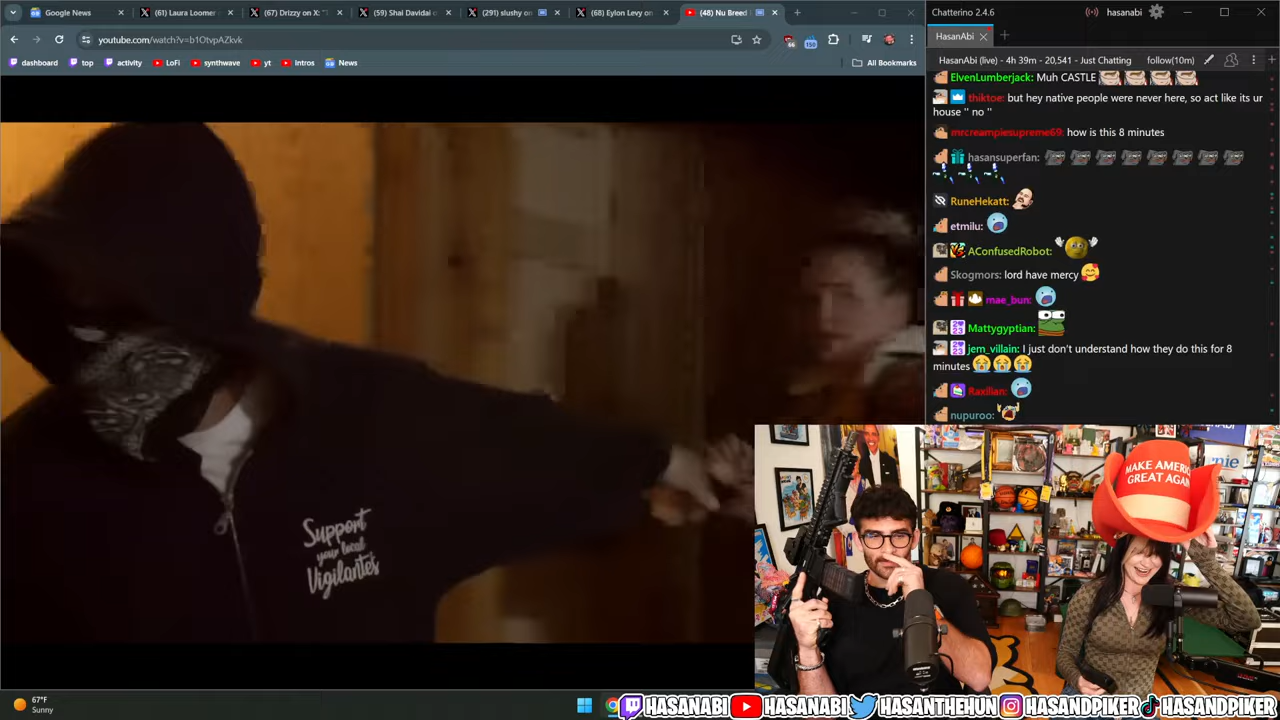 Google News
(61) Laura Loomer
(67) Drizzy on X: "
(59) Shai Davidai
(291) slushy on
(68) Eylon Levy on
(48) Nu Breed
youtube.com/watch?v=b1OtvpAZkvk
66
150
dashboard
top
activity
LoFi
synthwave
yt
intros
News
All Bookmarks
Support
your local
Vigilantes
67°F
Sunny
Chatterino 2.4.6
hasanabi
HasanAbi
HasanAbi (live) - 4h 39m - 20,541 - Just Chatting
follow(10m)
ElvenLumberjack: Muh CASTLE
thiktoe: but hey native people were never here, so act like its ur
house '' no ''
mrcreampiesupreme69: how is this 8 minutes
hasansuperfan:
RuneHekatt:
etmilu:
AConfusedRobot:
Skogmors: lord have mercy
mae_bun:
Mattygyptian:
jem_villain: I just don't understand how they do this for 8
minutes
Raxilian:
nupuroo:
MAKE AMERIC
GREAT AGAIN
HASANABI
HASANABI
HASANTHEHUN
HASANDPIKER
HASANDPIKER